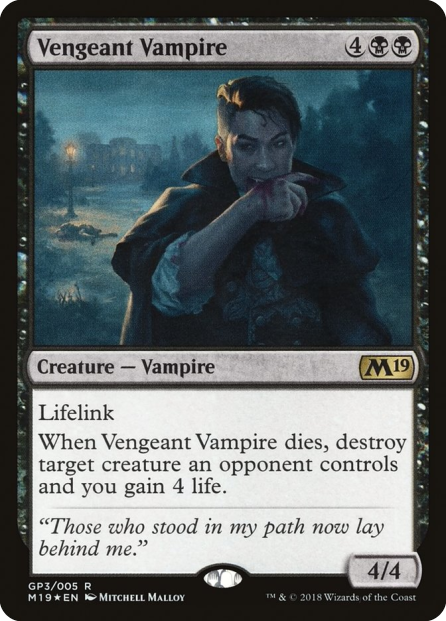 Vengeant Vampire 4
Creature — Vampire M19
Lifelink
When Vengeant Vampire dies, destroy
target creature an opponent controls
and you gain 4 life.
“Those who stood in my path now lay
behind me.”
4/4
GP3/005 R
M19★EN Mitchell Malloy
™ & © 2018 Wizards of the Coast